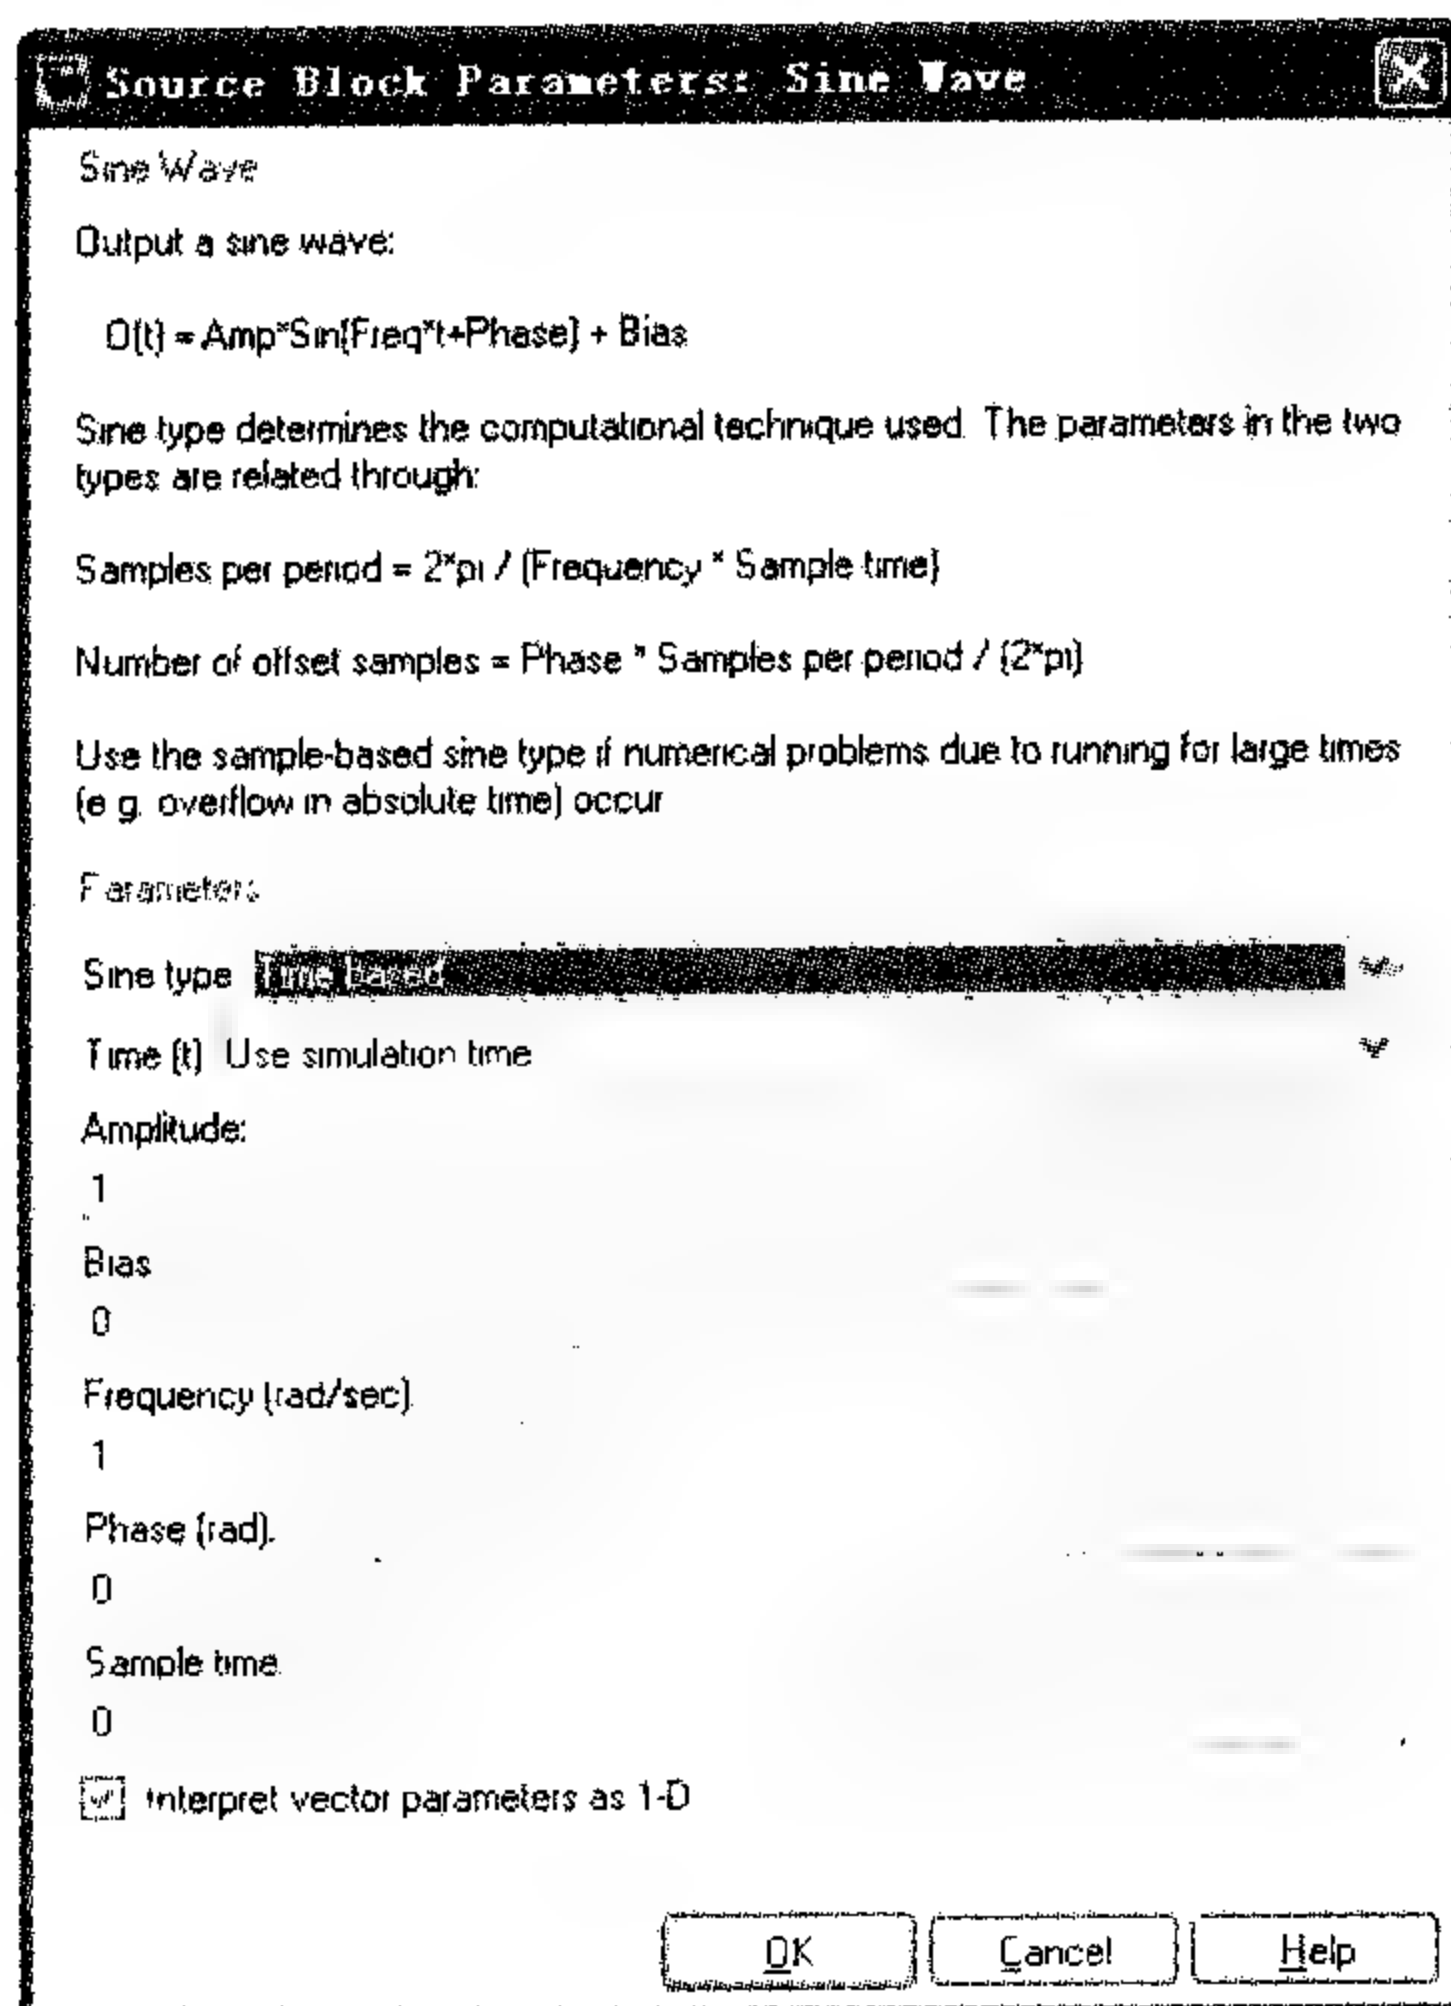 Source Block Parameters: Sine Wave
Sine Wave
Output a sine wave:
O(t) = Amp*Sin(Freq*t+Phase) + Bias
Sine type determines the computational technique used. The parameters in the two
types are related through:
Samples per period = 2*pi / (Frequency * Sample time)
Number of offset samples = Phase * Samples per period / (2*pi)
Use the sample-based sine type if numerical problems due to running for large times
(e.g. overflow in absolute time) occur
Parameters
Sine type Time based
Time (t) Use simulation time
Amplitude:
1
Bias
0
Frequency (rad/sec)
1
Phase (rad).
0
Sample time
0
Interpret vector parameters as 1-D
OK Cancel Help